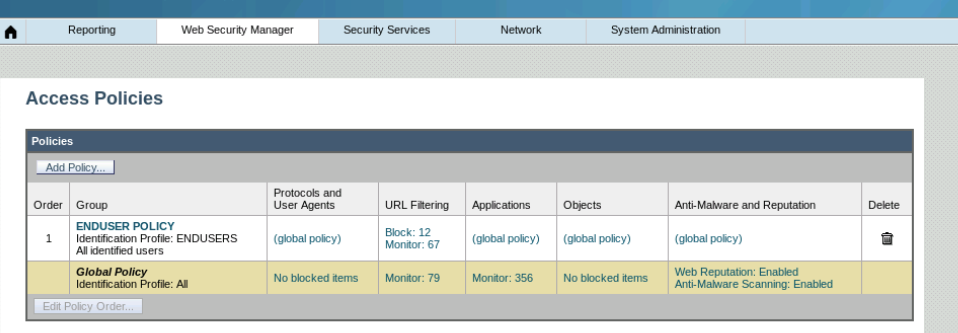 Reporting
Web Security Manager
Security Services
Network
System Administration
Access Policies
Policies
Add Policy...
Order
Group
Protocols and
User Agents
URL Filtering
Applications
Objects
Anti-Malware and Reputation
Delete
1
ENDUSER POLICY
Identification Profile: ENDUSERS
All identified users
(global policy)
Block: 12
Monitor: 67
(global policy)
(global policy)
(global policy)
Global Policy
Identification Profile: All
No blocked items
Monitor: 79
Monitor: 356
No blocked items
Web Reputation: Enabled
Anti-Malware Scanning: Enabled
Edit Policy Order...